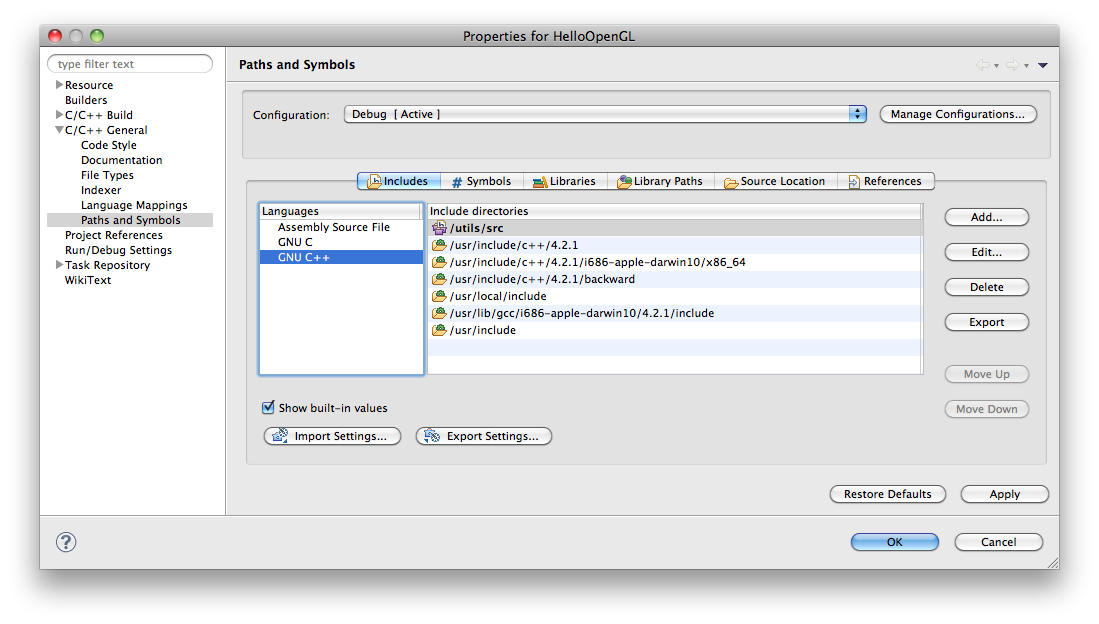 Properties for HelloOpenGL
type filter text
Resource
Builders
C/C++ Build
C/C++ General
Code Style
Documentation
File Types
Indexer
Language Mappings
Paths and Symbols
Project References
Run/Debug Settings
Task Repository
WikiText
Paths and Symbols
Configuration:
Debug [ Active ]
Manage Configurations...
Includes
# Symbols
Libraries
Library Paths
Source Location
References
Languages
Assembly Source File
GNU C
GNU C++
Include directories
/utils/src
/usr/include/c++/4.2.1
/usr/include/c++/4.2.1/i686-apple-darwin10/x86_64
/usr/include/c++/4.2.1/backward
/usr/local/include
/usr/lib/gcc/i686-apple-darwin10/4.2.1/include
/usr/include
Add...
Edit...
Delete
Export
Move Up
Move Down
Show built-in values
Import Settings...
Export Settings...
Restore Defaults
Apply
?
OK
Cancel